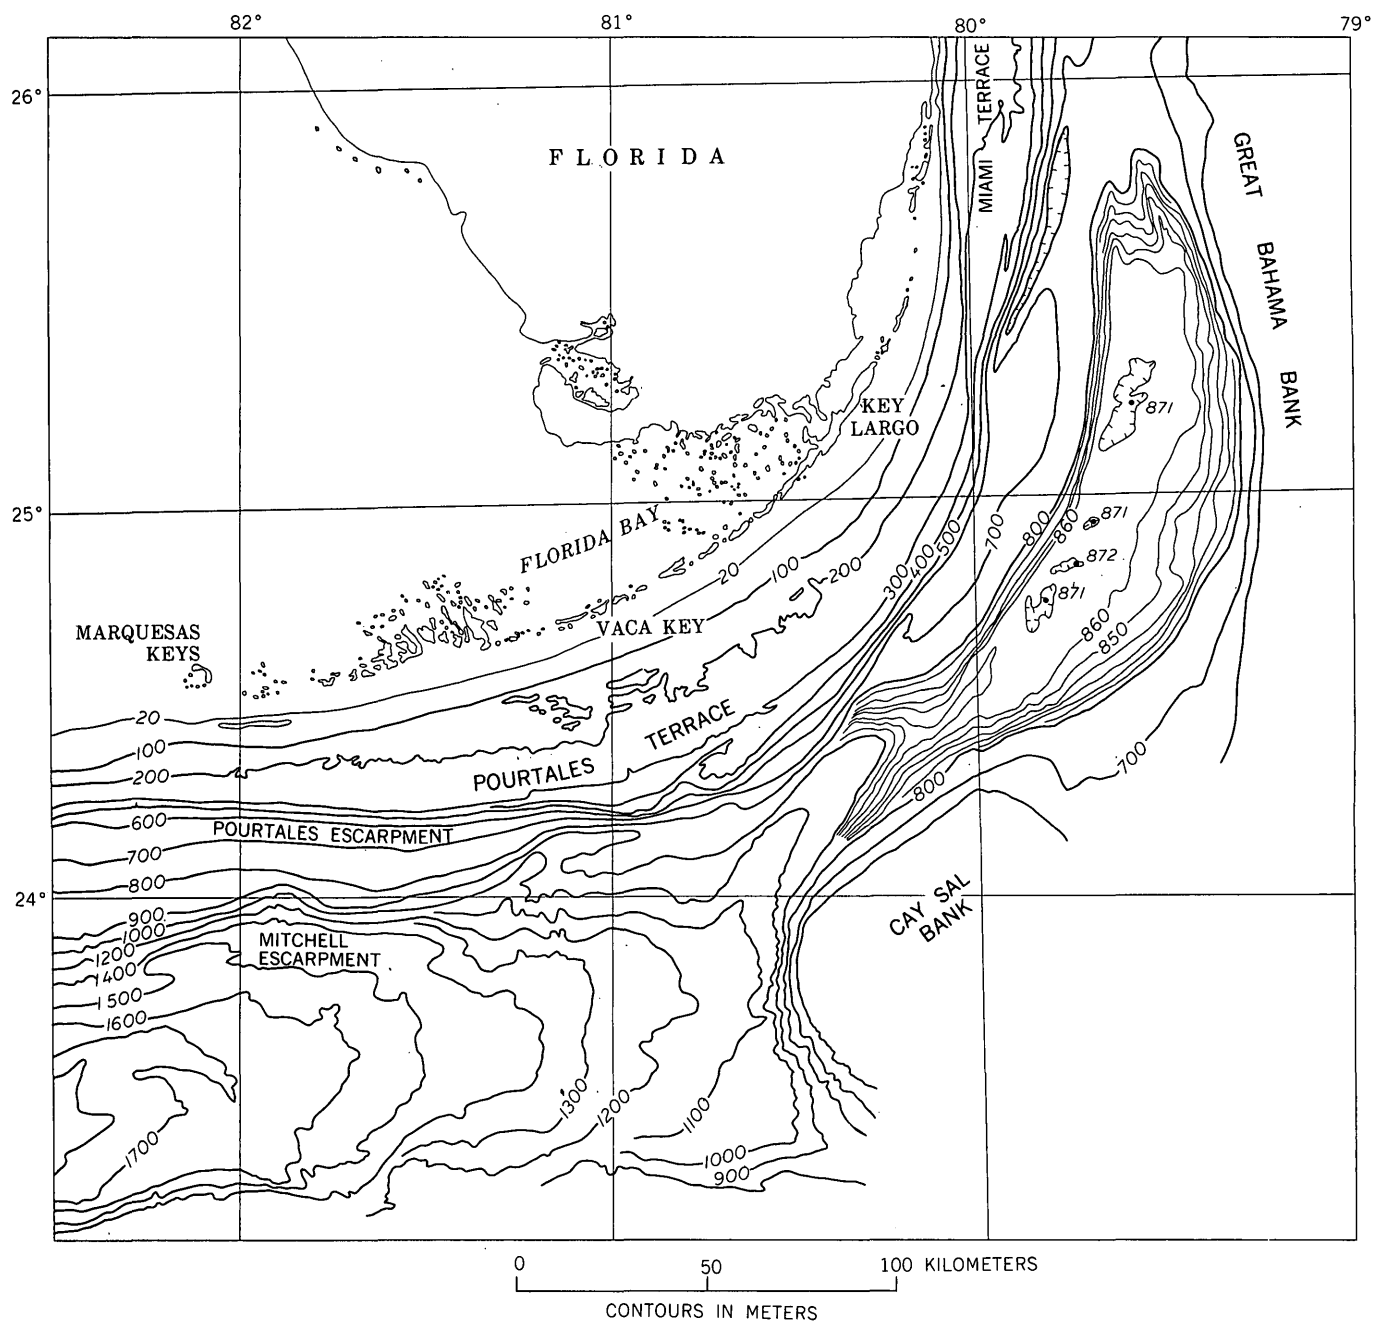 82°
81°
80°
79°
26°
FLORIDA
MIAMI TERRACE
GREAT BAHAMA BANK
KEY
LARGO
871
25°
FLORIDA BAY
20
100
200
300
400
500
700
800
860
871
872
871
860
850
MARQUESAS
KEYS
VACA KEY
20
100
200
POURTALES TERRACE
600
POURTALES ESCARPMENT
700
800
700
800
24°
900
1000
1200
1400
1500
1600
MITCHELL
ESCARPMENT
CAY SAL
BANK
1700
1300
1200
1100
1000
900
0 50 100 KILOMETERS
CONTOURS IN METERS